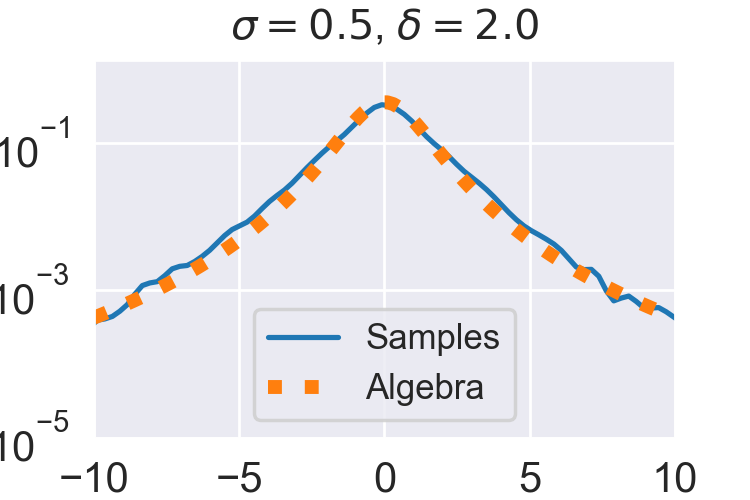 σ = 0.5, δ = 2.0
10⁻¹
10⁻³
10⁻⁵
Samples
Algebra
−10 −5 0 5 10